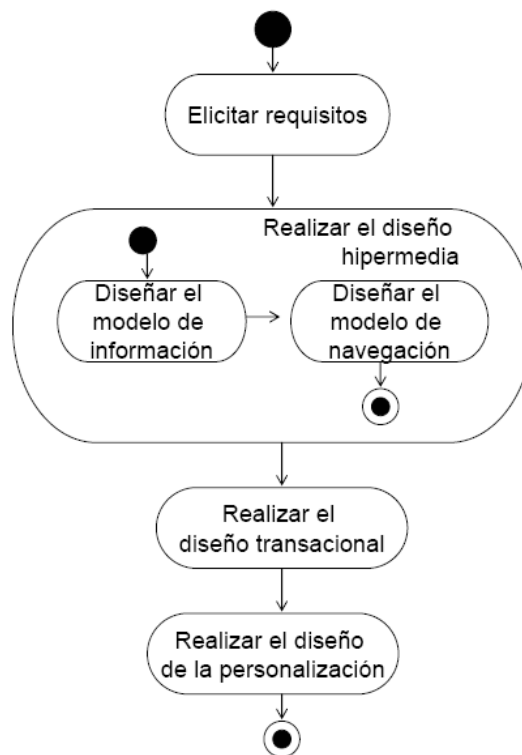 Elicitar requisitos
Realizar el diseño
hipermedia
Diseñar el
modelo de
información
Diseñar el
modelo de
navegación
Realizar el
diseño transacional
Realizar el diseño
de la personalización